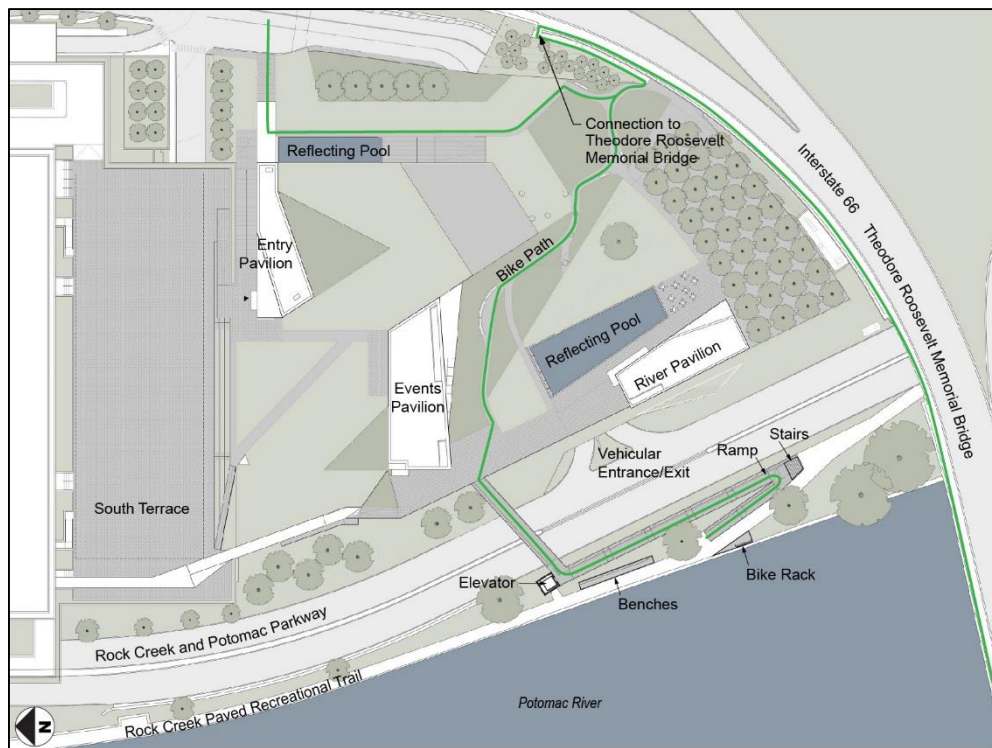 Connection to
Theodore Roosevelt
Memorial Bridge
Interstate 66
Theodore Roosevelt Memorial Bridge
Reflecting Pool
Entry
Pavilion
Bike Path
Reflecting Pool
River Pavilion
Events
Pavilion
Vehicular
Entrance/Exit
Ramp
Stairs
South Terrace
Elevator
Benches
Bike Rack
Rock Creek and Potomac Parkway
Rock Creek Paved Recreational Trail
Potomac River
N